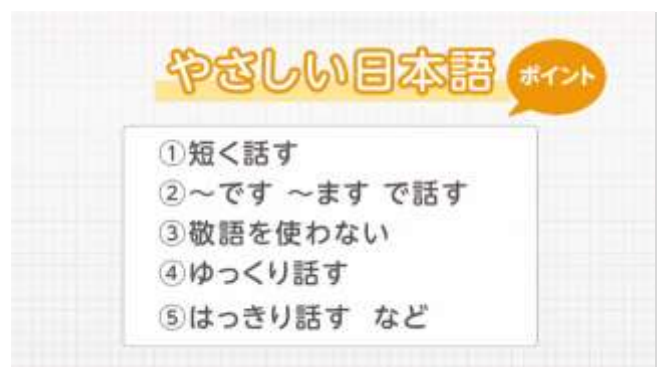 やさしい日本語 ポイント
①短く話す
②～です ～ます で話す
③敬語を使わない
④ゆっくり話す
⑤はっきり話す など